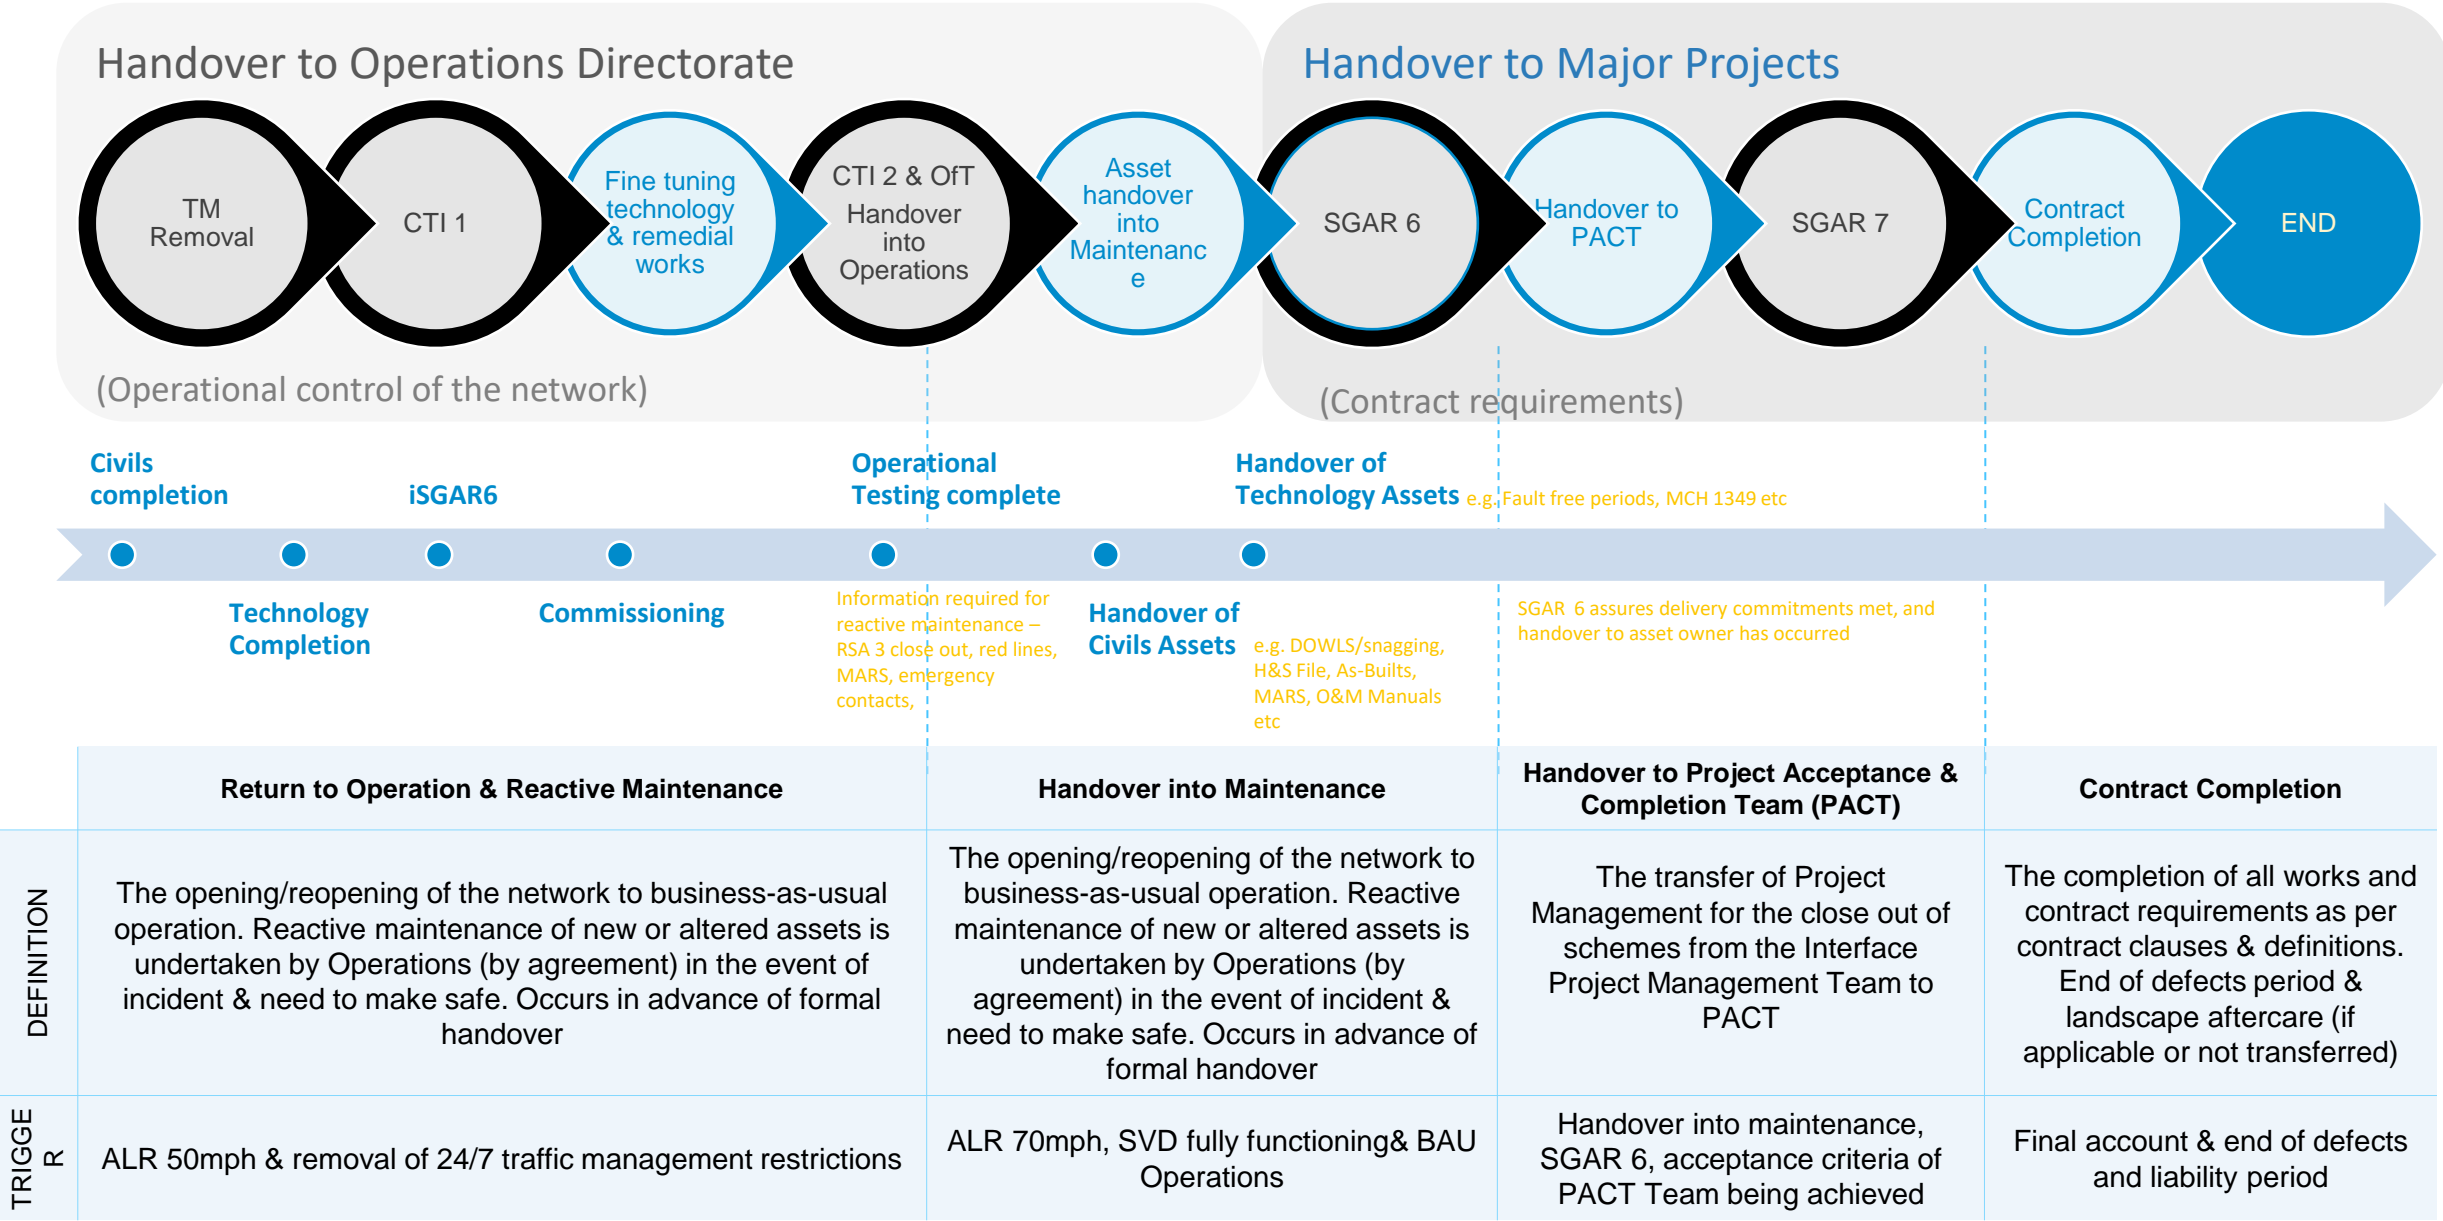 Handover to Operations Directorate
Handover to Major Projects
TM
Removal
CTI 1
Fine tuning
technology
& remedial
works
CTI 2 & OfT
Handover
into
Operations
Asset
handover
into
Maintenanc
e
SGAR 6
Handover to
PACT
SGAR 7
Contract
Completion
END
(Operational control of the network)
(Contract requirements)
Civils
completion
iSGAR6
Operational
Testing complete
Handover of
Technology Assets e.g. Fault free periods, MCH 1349 etc
Technology
Completion
Commissioning
Information required for
reactive maintenance –
RSA 3 close out, red lines,
MARS, emergency
contacts,
Handover of
Civils Assets
e.g. DOWLS/snagging,
H&S File, As-Builts,
MARS, O&M Manuals
etc
SGAR 6 assures delivery commitments met, and
handover to asset owner has occurred
Return to Operation & Reactive Maintenance
Handover into Maintenance
Handover to Project Acceptance &
Completion Team (PACT)
Contract Completion
DEFINITION
The opening/reopening of the network to business-as-usual
operation. Reactive maintenance of new or altered assets is
undertaken by Operations (by agreement) in the event of
incident & need to make safe. Occurs in advance of formal
handover
The opening/reopening of the network to
business-as-usual operation. Reactive
maintenance of new or altered assets is
undertaken by Operations (by
agreement) in the event of incident &
need to make safe. Occurs in advance of
formal handover
The transfer of Project
Management for the close out of
schemes from the Interface
Project Management Team to
PACT
The completion of all works and
contract requirements as per
contract clauses & definitions.
End of defects period &
landscape aftercare (if
applicable or not transferred)
TRIGGE
R
ALR 50mph & removal of 24/7 traffic management restrictions
ALR 70mph, SVD fully functioning& BAU
Operations
Handover into maintenance,
SGAR 6, acceptance criteria of
PACT Team being achieved
Final account & end of defects
and liability period